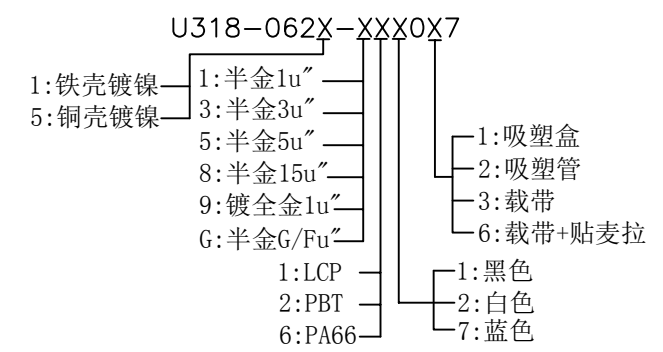 U318-062X-XXX0X7
1:铁壳镀镍
5:铜壳镀镍
1:半金1u"
3:半金3u"
5:半金5u"
8:半金15u"
9:镀全金1u"
G:半金G/Fu"
1:LCP
2:PBT
6:PA66
1:黑色
2:白色
7:蓝色
1:吸塑盒
2:吸塑管
3:载带
6:载带+贴麦拉